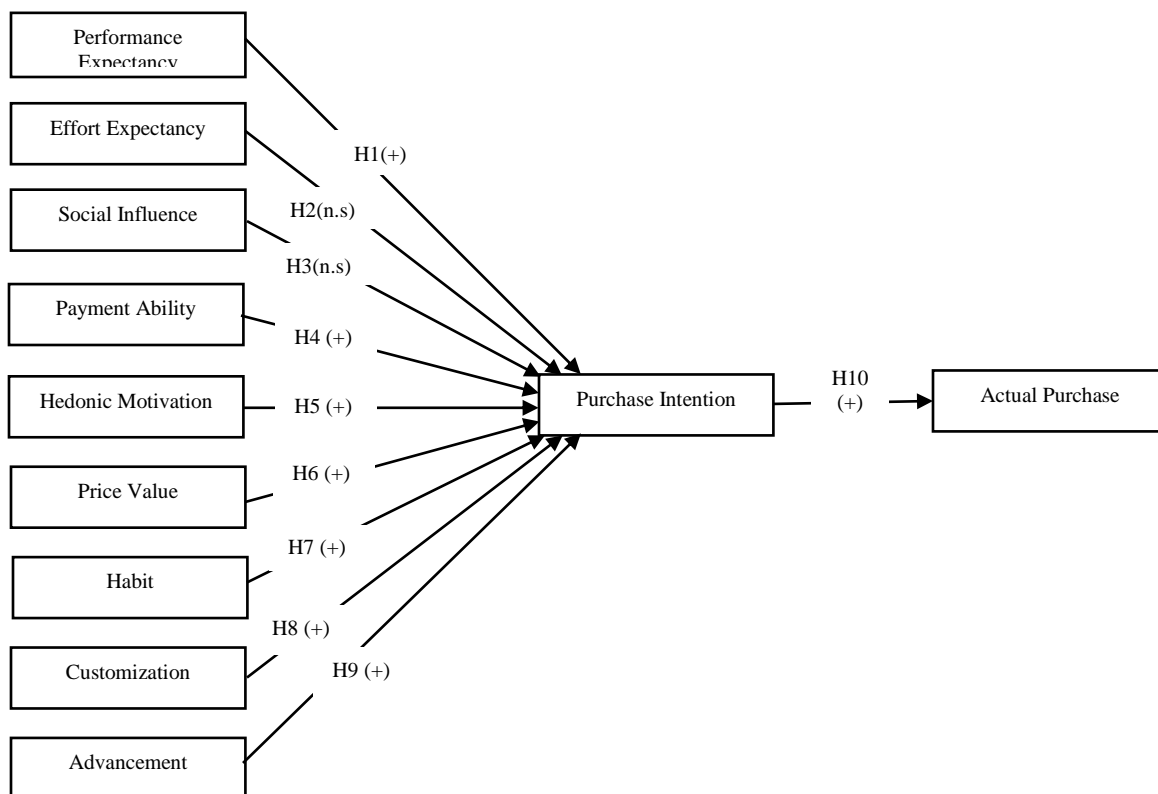 Performance
Expectancy
Effort Expectancy
H1(+)
Social Influence
H2(n.s)
H3(n.s)
Payment Ability
H4 (+)
Hedonic Motivation
H5 (+)
Purchase Intention
H10
(+)
Actual Purchase
Price Value
H6 (+)
Habit
H7 (+)
Customization
H8 (+)
Advancement
H9 (+)